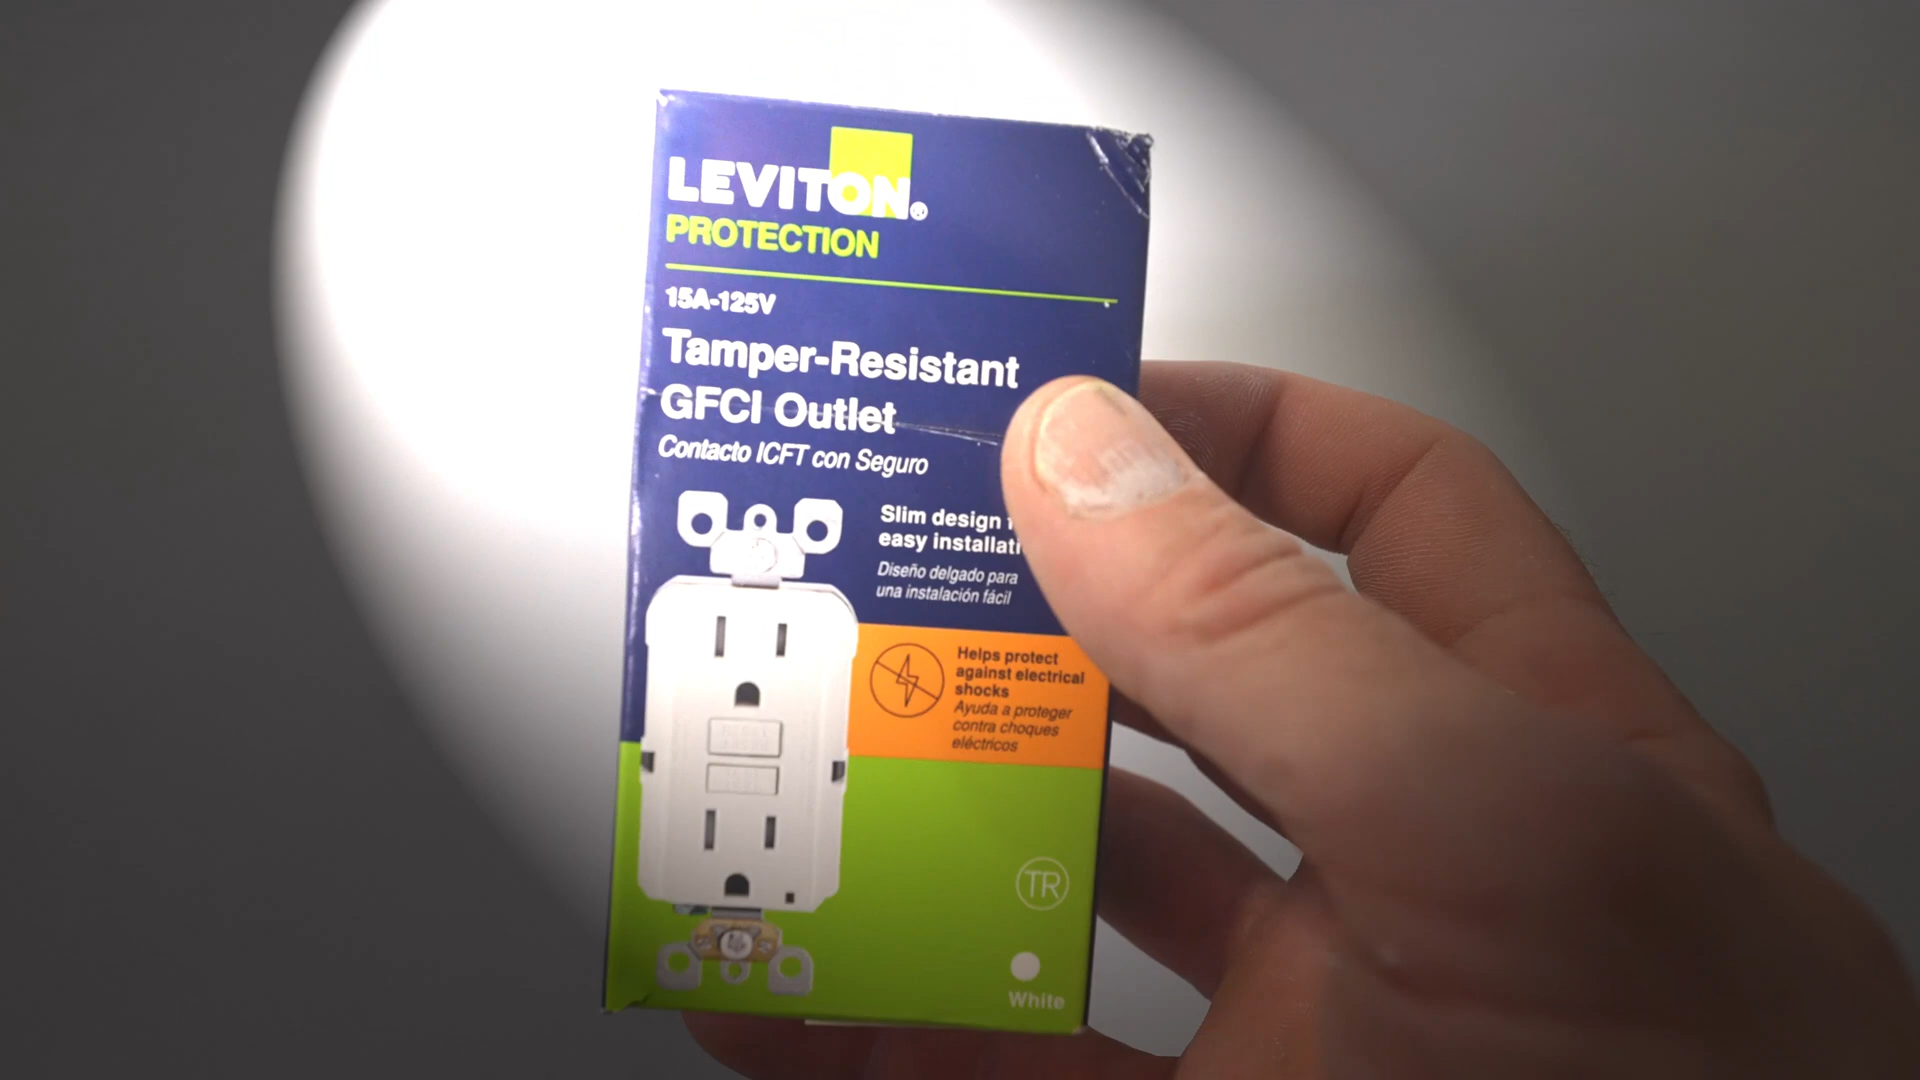 LEVITON®
PROTECTION
15A-125V
Tamper-Resistant
GFCI Outlet
Contacto ICFT con Seguro
Slim design
easy
Diseño delgado para
una instalación fácil
Helps protect
against electrical
shocks
Ayuda a proteger
contra choques
eléctricos
TR
White